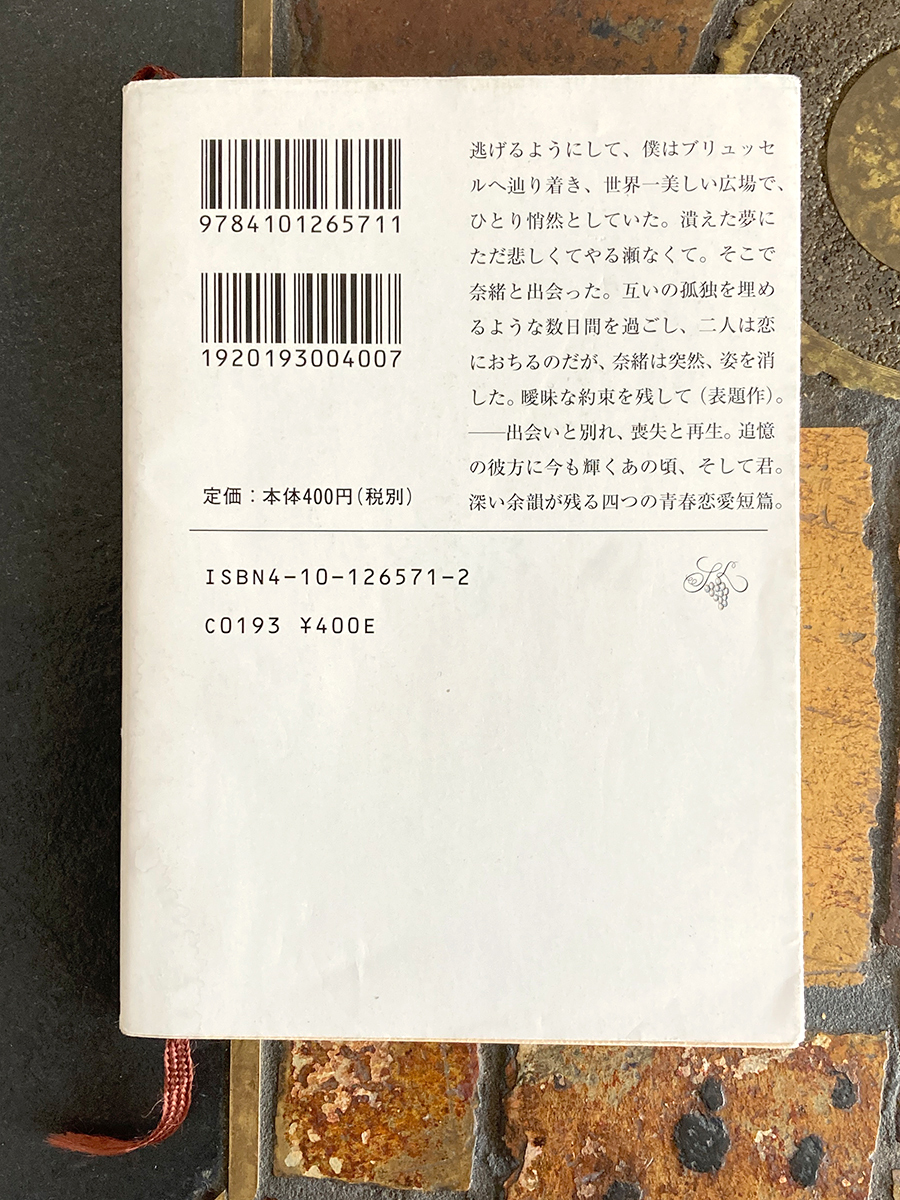 9784101265711
1920193004007
定価：本体400円（税別）
逃げるようにして、僕はブリュッセ
ルへ辿り着き、世界一美しい広場で、
ひとり悄然としていた。潰えた夢に
ただ悲しくてやる瀬なくて。そこで
奈緒と出会った。互いの孤独を埋め
るような数日間を過ごし、二人は恋
におちるのだが、奈緒は突然、姿を消
した。曖昧な約束を残して（表題作）。
――出会いと別れ、喪失と再生。追憶
の彼方に今も輝くあの頃、そして君。
深い余韻が残る四つの青春恋愛短篇。
ISBN4-10-126571-2
C0193 ¥400E